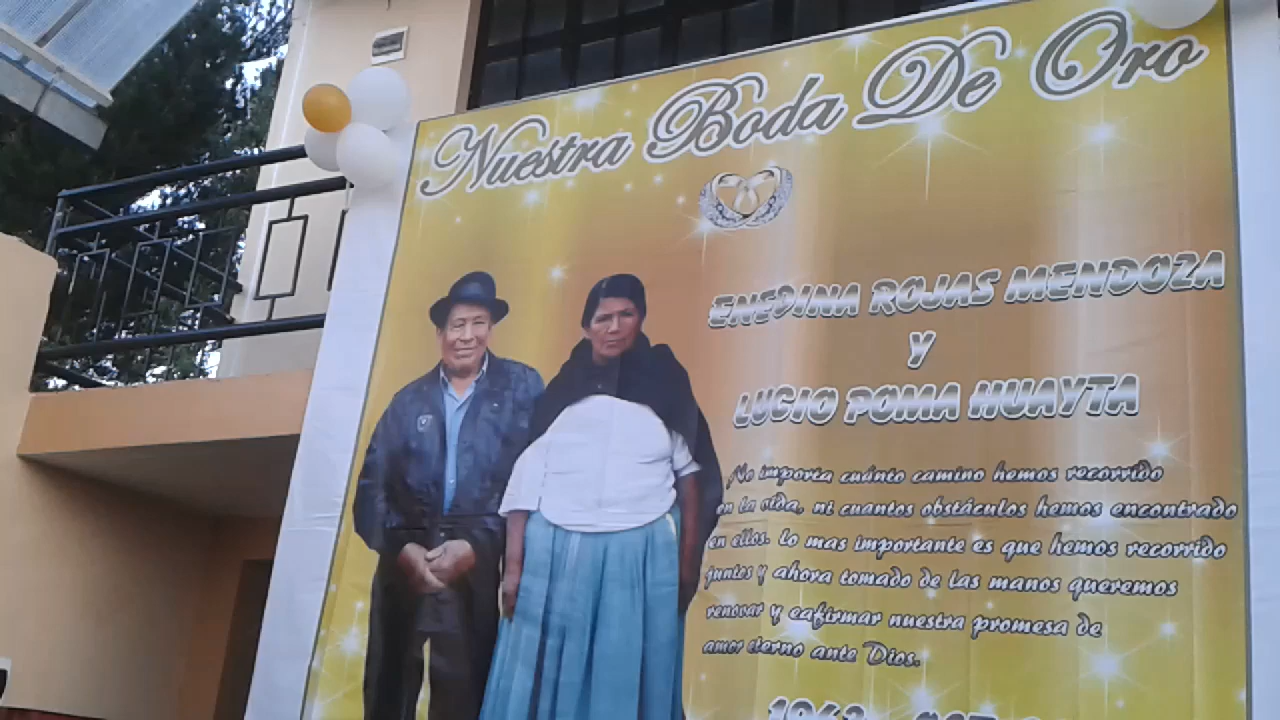 Nuestra Boda De Oro
ENEDINA ROJAS MENDOZA
y
LUCIO POMA HUAYTA
No importa cuánto camino hemos recorrido
en la vida, ni cuantos obstáculos hemos encontrado
en ellos. lo mas importante es que hemos recorrido
juntos y ahora tomado de las manos queremos
renovar y eafirmar nuestra promesa de
amor eterno ante Dios.